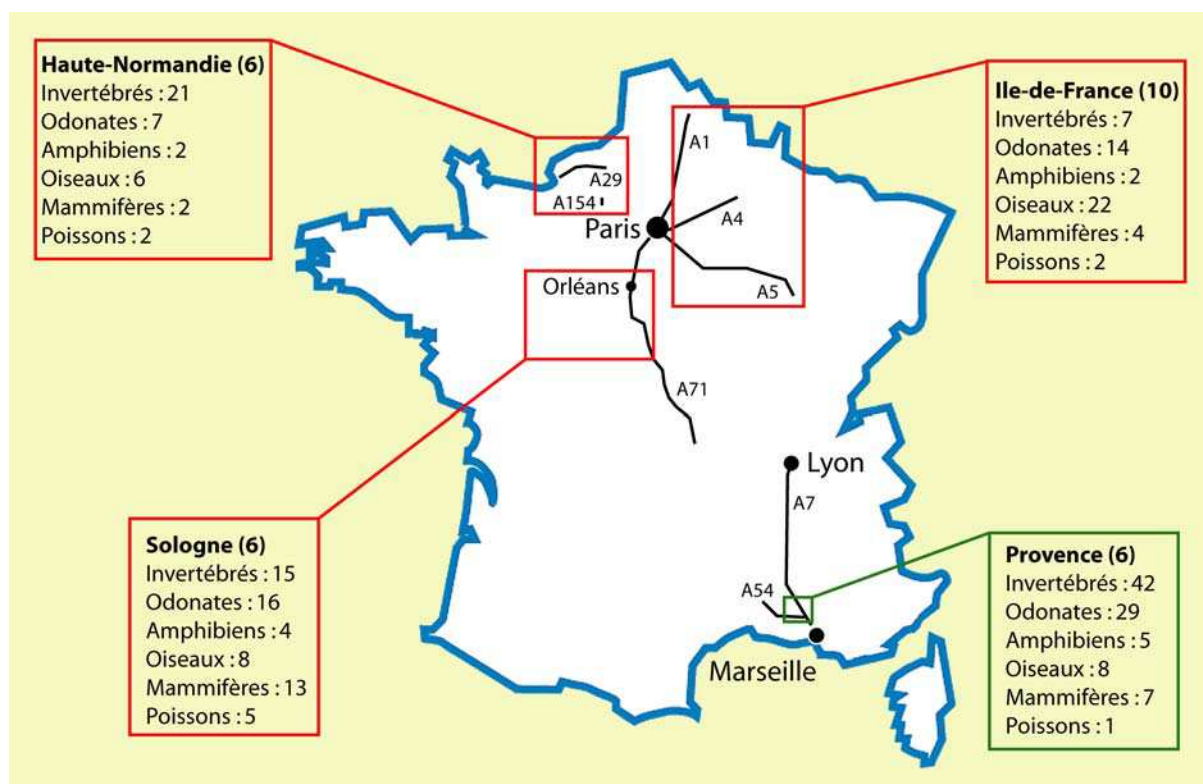 Haute-Normandie (6)
Invertébrés : 21
Odonates : 7
Amphibiens : 2
Oiseaux : 6
Mammifères : 2
Poissons : 2
Ile-de-France (10)
Invertébrés : 7
Odonates : 14
Amphibiens : 2
Oiseaux : 22
Mammifères : 4
Poissons : 2
A1
A29
A154
A4
Paris
A5
Orléans
A71
Lyon
A7
A54
Marseille
Sologne (6)
Invertébrés : 15
Odonates : 16
Amphibiens : 4
Oiseaux : 8
Mammifères : 13
Poissons : 5
Provence (6)
Invertébrés : 42
Odonates : 29
Amphibiens : 5
Oiseaux : 8
Mammifères : 7
Poissons : 1